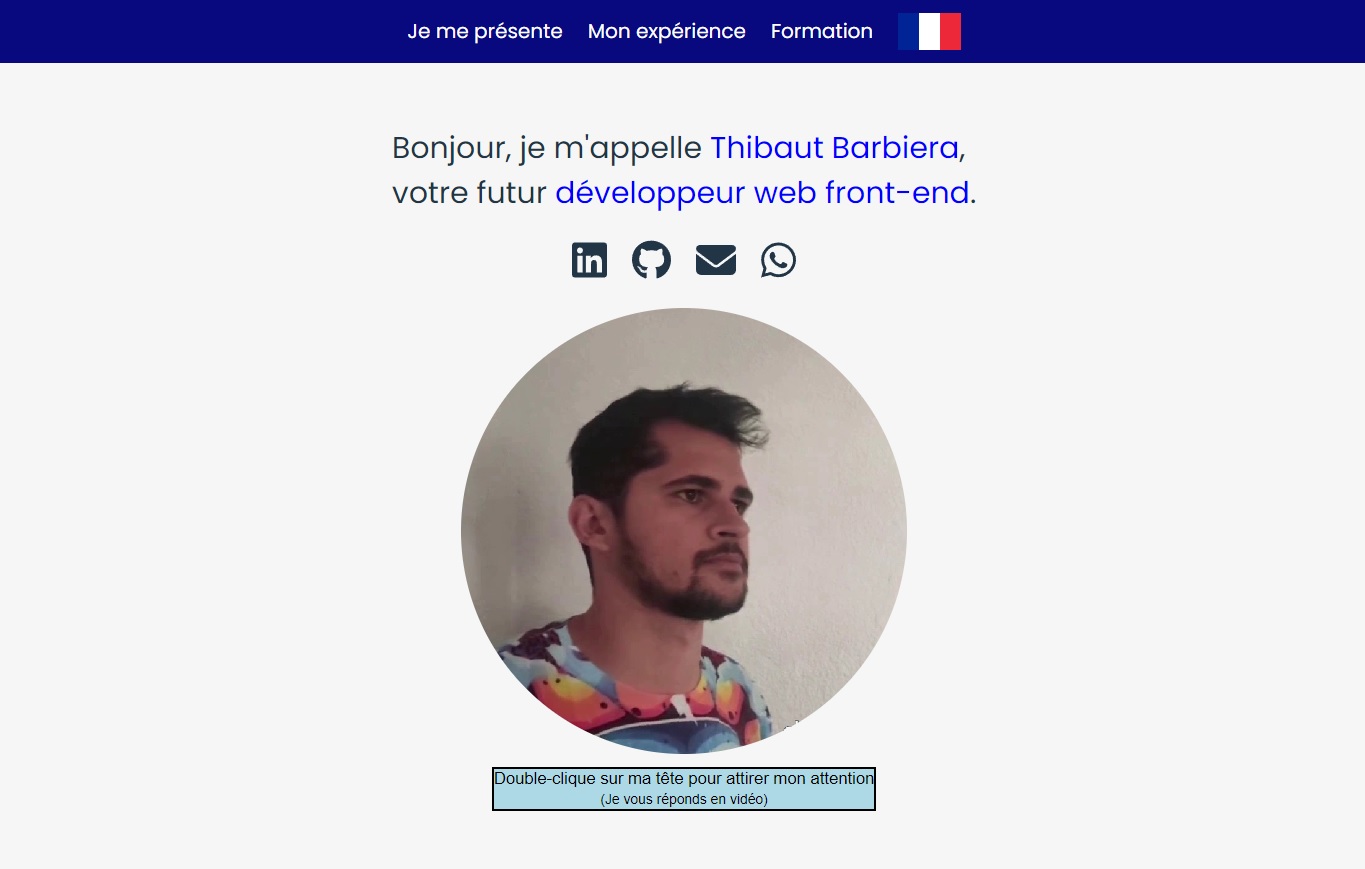 Je me présente Mon expérience Formation
Bonjour, je m'appelle Thibaut Barbiera,
votre futur développeur web front-end.
in
Double-clique sur ma tête pour attirer mon attention
(Je vous réponds en vidéo)